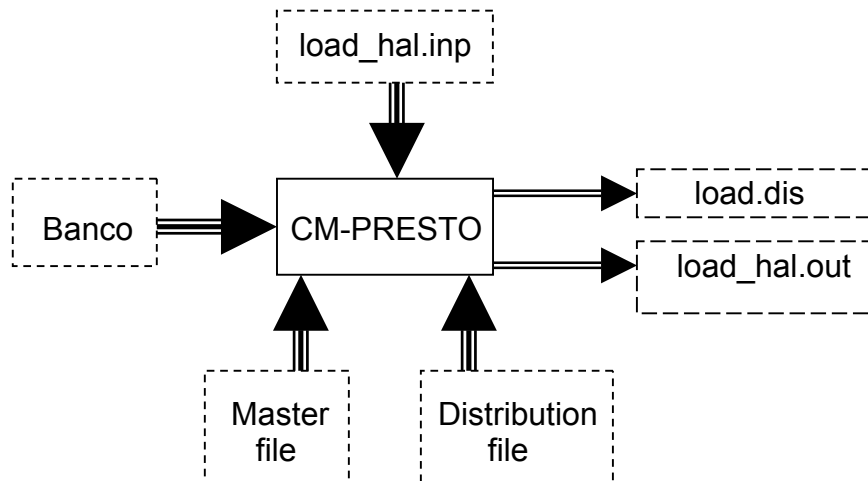 load_hal.inp
Banco
CM-PRESTO
load.dis
load_hal.out
Master
file
Distribution
file